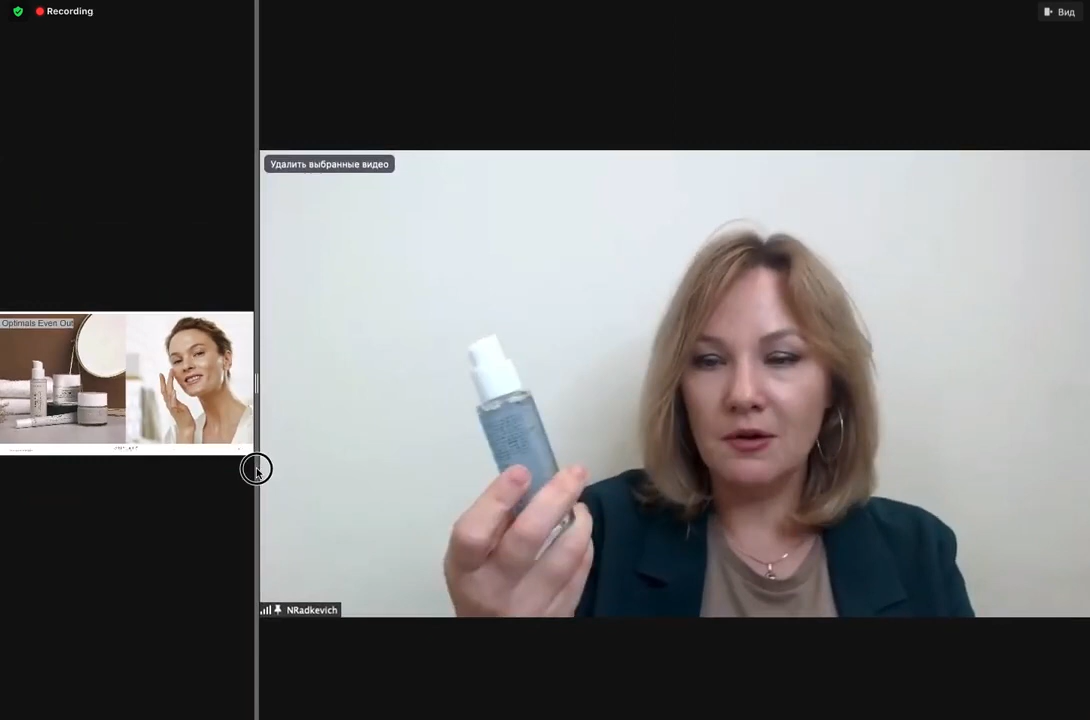 Recording
Вид
Удалить выбранные видео
Optimals Even Out
NRadkevich